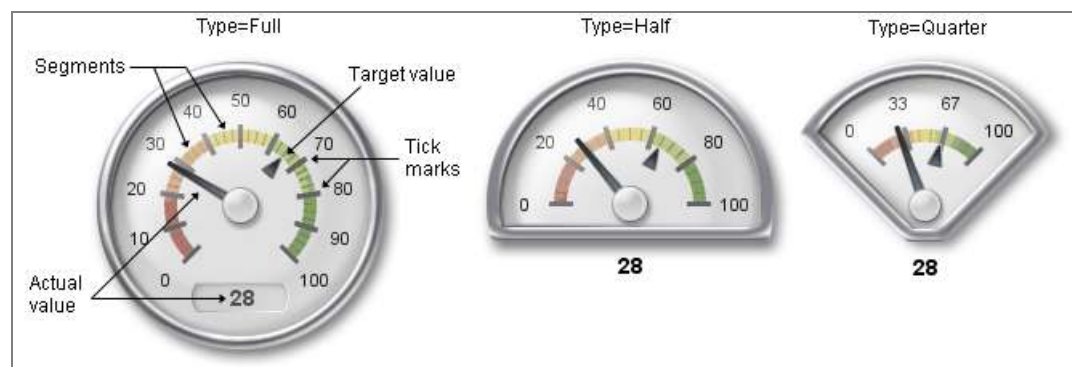 Type=Full
Type=Half
Type=Quarter
Segments
Target value
Tick
marks
Actual
value
0
10
20
30
40
50
60
70
80
90
100
28
0
20
40
60
80
100
28
0
33
67
100
28